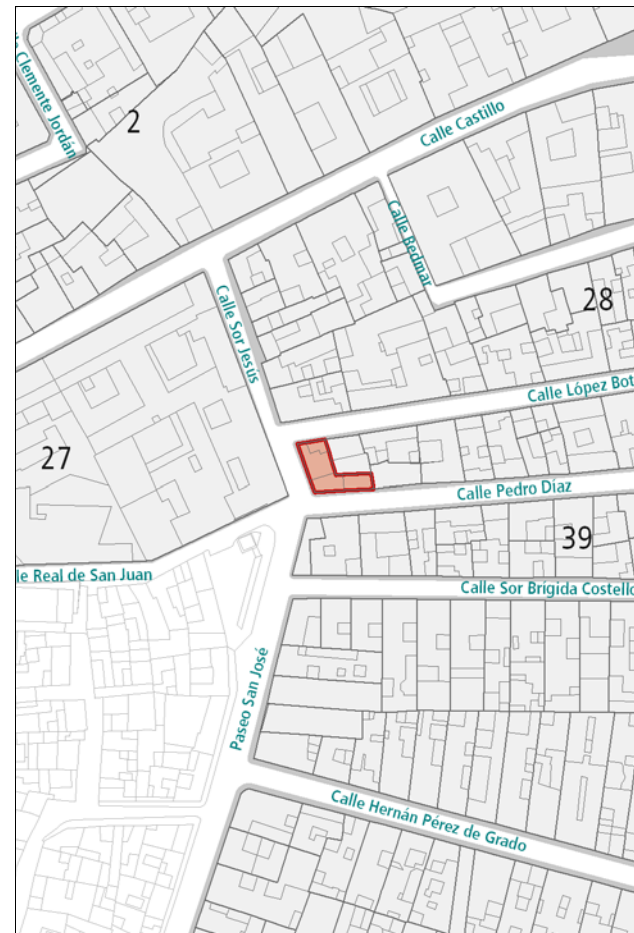 le Clemente Jordán
2
Calle Castillo
Calle Bedmar
28
Calle Sor Jesús
Calle López Bot
27
Calle Pedro Díaz
39
le Real de San Juan
Calle Sor Brígida Costello
Paseo San José
Calle Hernán Pérez de Grado